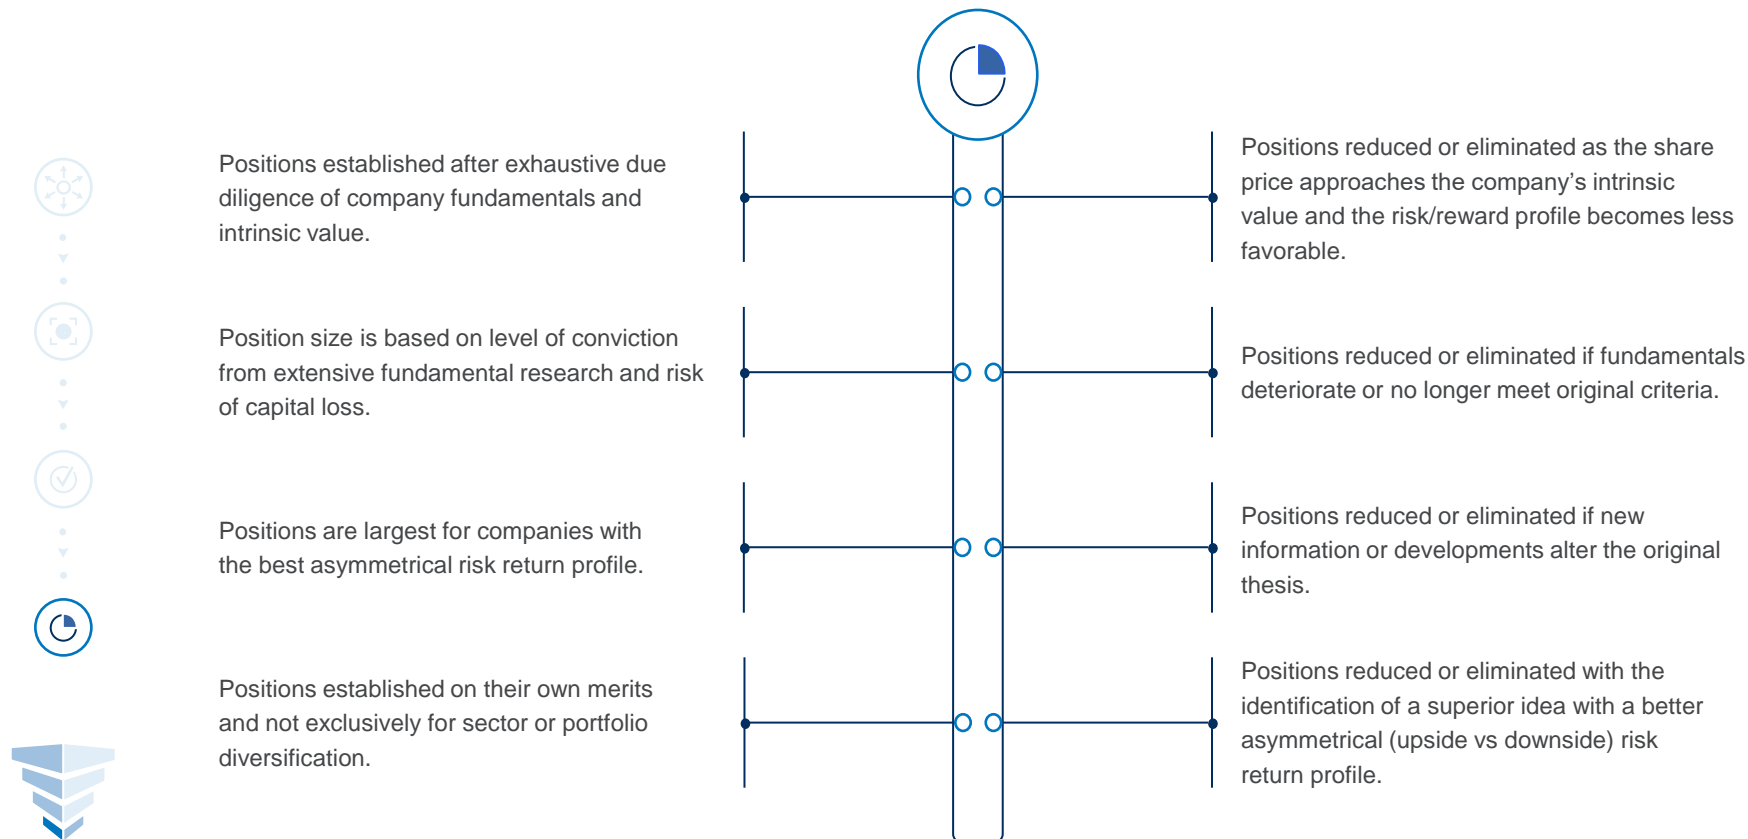 Positions established after exhaustive due
diligence of company fundamentals and
intrinsic value.
Position size is based on level of conviction
from extensive fundamental research and risk
of capital loss.
Positions are largest for companies with
the best asymmetrical risk return profile.
Positions established on their own merits
and not exclusively for sector or portfolio
diversification.
Positions reduced or eliminated as the share
price approaches the company’s intrinsic
value and the risk/reward profile becomes less
favorable.
Positions reduced or eliminated if fundamentals
deteriorate or no longer meet original criteria.
Positions reduced or eliminated if new
information or developments alter the original
thesis.
Positions reduced or eliminated with the
identification of a superior idea with a better
asymmetrical (upside vs downside) risk
return profile.